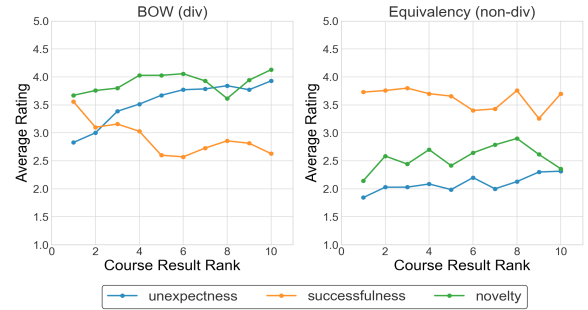 BOW (div)
Equivalency (non-div)
Average Rating
5.0
4.5
4.0
3.5
3.0
2.5
2.0
1.5
1.0
0 2 4 6 8 10
Course Result Rank
Average Rating
5.0
4.5
4.0
3.5
3.0
2.5
2.0
1.5
1.0
0 2 4 6 8 10
Course Result Rank
unexpectness successfulness novelty